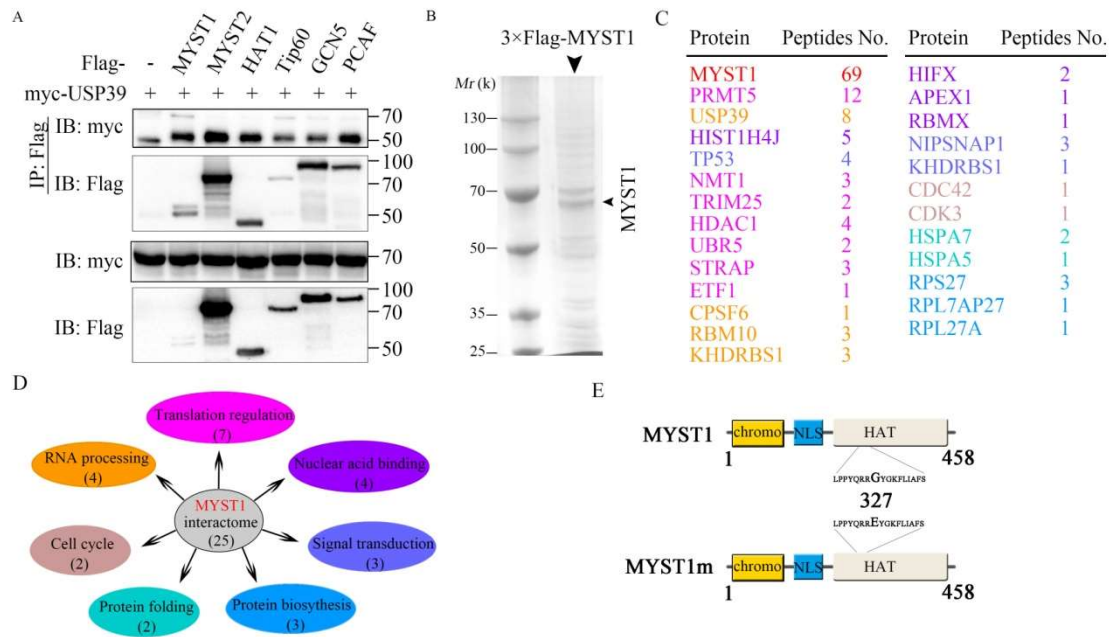 A
Flag-
-
MYST1
MYST2
HAT1
Tip60
GCN5
PCAF
myc-USP39 + + + + + + +
IP: Flag
IB: myc
70
50
IB: Flag
100
70
50
IB: myc
70
IB: Flag
100
70
50
B
3×Flag-MYST1
Mr (k)
130
100
70
50
35
25
MYST1
C
Protein Peptides No. Protein Peptides No.
MYST1 69 HIFX 2
PRMT5 12 APEX1 1
USP39 8 RBMX 1
HIST1H4J 5 NIPSNAP1 3
TP53 4 KHDRBS1 1
NMT1 3 CDC42 1
TRIM25 2 CDK3 1
HDAC1 4 HSPA7 2
UBR5 2 HSPA5 1
STRAP 3 RPS27 3
ETF1 1 RPL7AP27 1
CPSF6 1 RPL27A 1
RBM10 3
KHDRBS1 3
D
Translation regulation
(7)
RNA processing
(4)
Nuclear acid binding
(4)
MYST1
interactome
(25)
Cell cycle
(2)
Signal transduction
(3)
Protein folding
(2)
Protein biosythesis
(3)
E
MYST1
chromo NLS HAT
1 458
LPPYQRRGYGKFLIAFS
327
LPPYQRREYGKFLIAFS
MYST1m
chromo NLS HAT
1 458